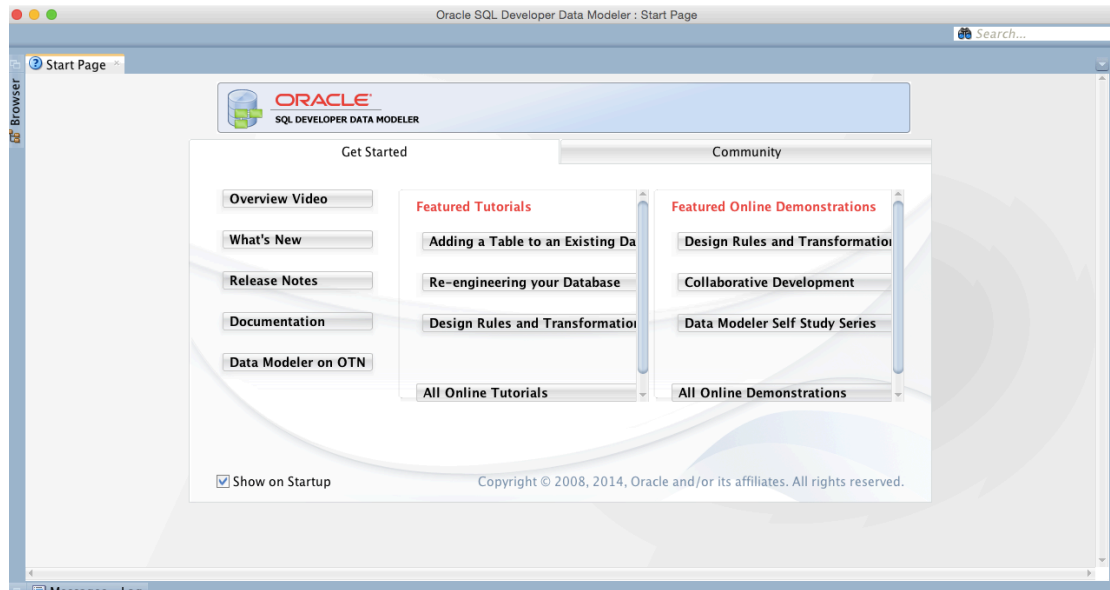 Oracle SQL Developer Data Modeler : Start Page
Search...
Start Page
Browser
ORACLE
SQL DEVELOPER DATA MODELER
Get Started
Community
Overview Video
What's New
Release Notes
Documentation
Data Modeler on OTN
Featured Tutorials
Adding a Table to an Existing Da
Re-engineering your Database
Design Rules and Transformation
All Online Tutorials
Featured Online Demonstrations
Design Rules and Transformation
Collaborative Development
Data Modeler Self Study Series
All Online Demonstrations
Show on Startup
Copyright © 2008, 2014, Oracle and/or its affiliates. All rights reserved.